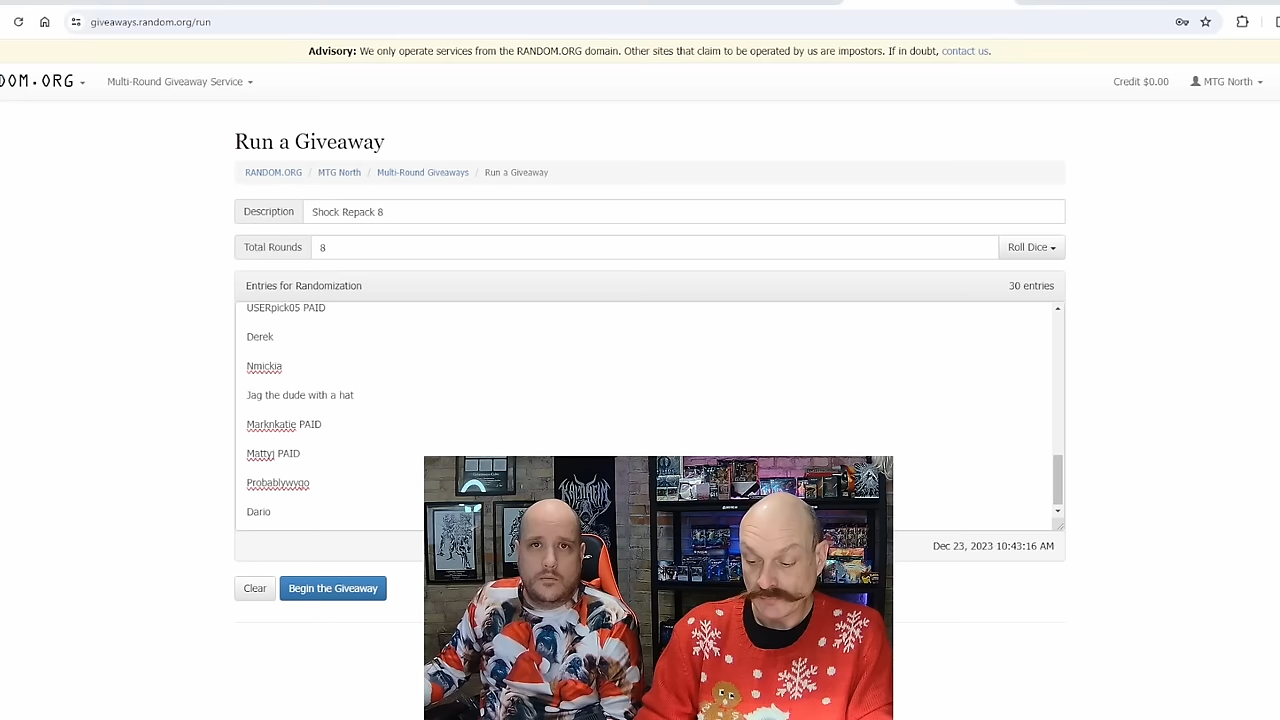 giveaways.random.org/run
Advisory: We only operate services from the RANDOM.ORG domain. Other sites that claim to be operated by us are impostors. If in doubt, contact us.
DOM.ORG
Multi-Round Giveaway Service
Credit $0.00
MTG North
Run a Giveaway
RANDOM.ORG / MTG North / Multi-Round Giveaways / Run a Giveaway
Description
Shock Repack 8
Total Rounds
8
Roll Dice
Entries for Randomization
30 entries
USERpick05 PAID
Derek
Nmickia
Jag the dude with a hat
Marknkatie PAID
Mattyj PAID
Probablywygo
Dario
Dec 23, 2023 10:43:16 AM
Clear
Begin the Giveaway
KALDHEIM